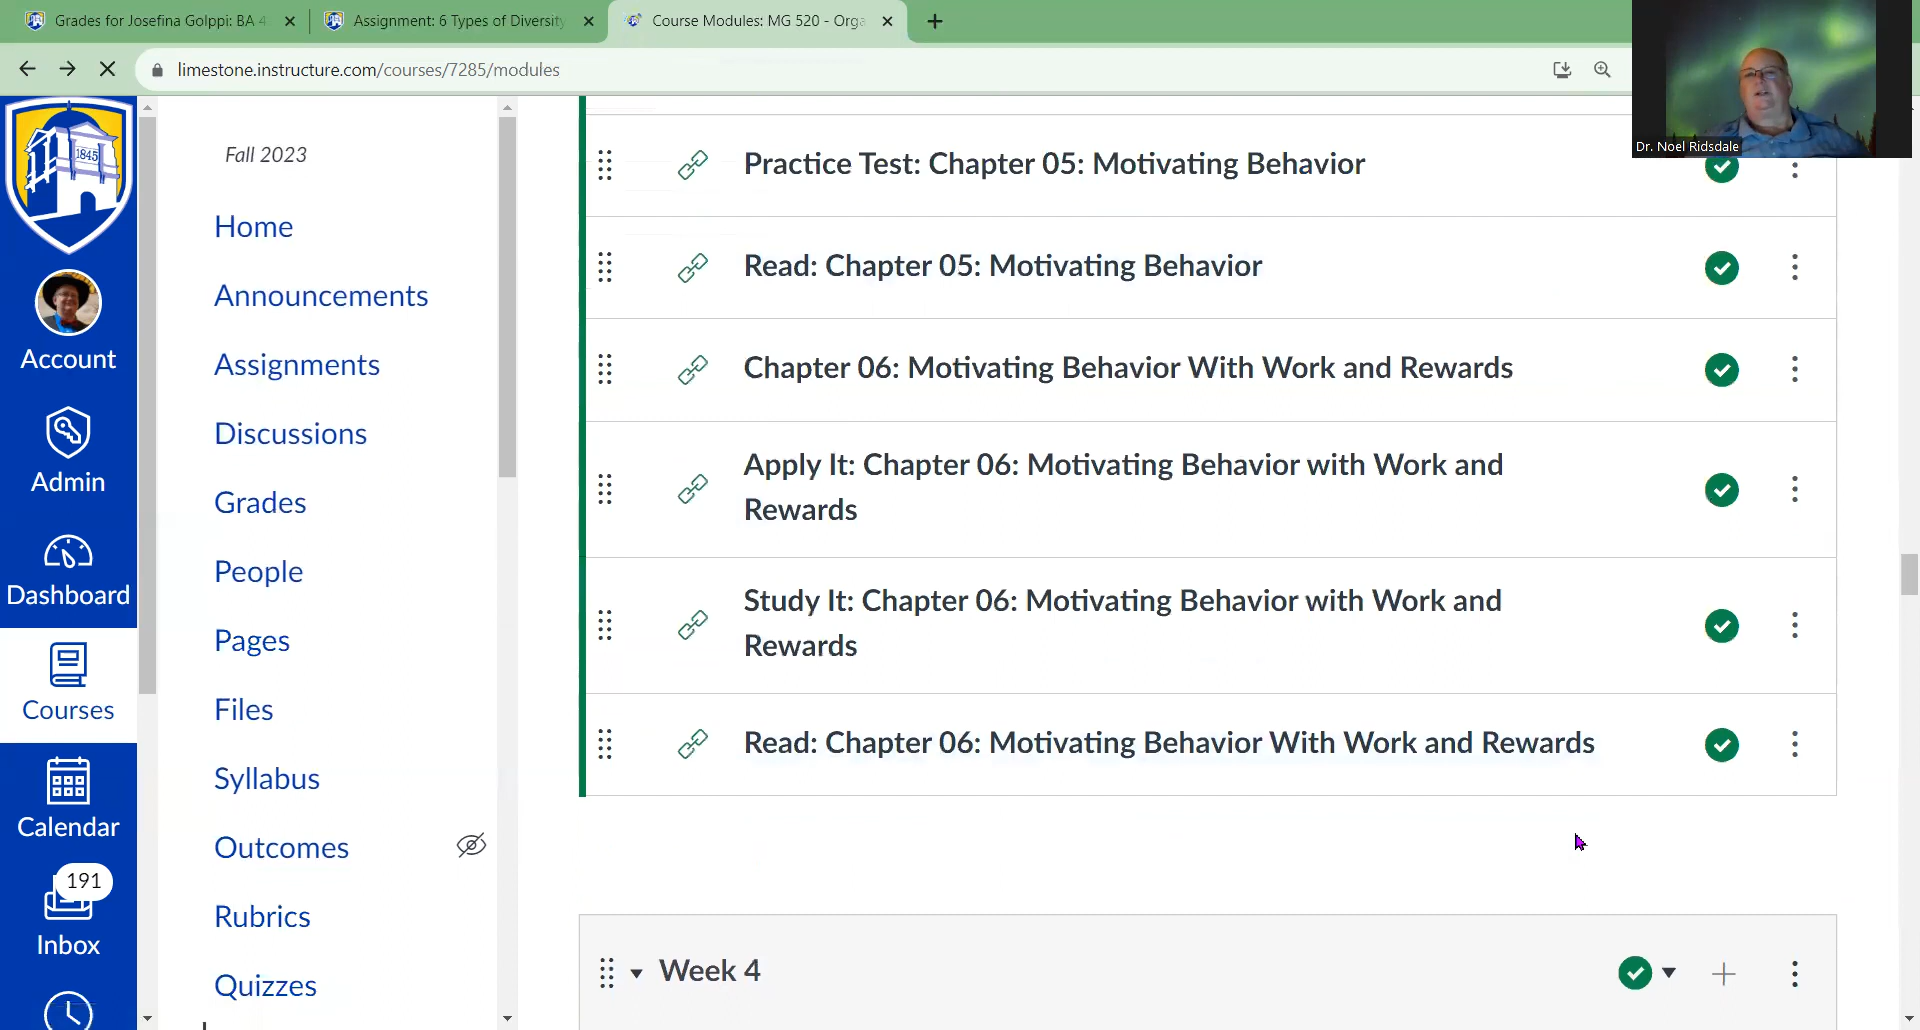 Grades for Josefina Golppi: BA 4
Assignment: 6 Types of Diversity
Course Modules: MG 520 - Orga
limestone.instructure.com/courses/7285/modules
Dr. Noel Ridsdale
1845
Account
Admin
Dashboard
Courses
Calendar
191
Inbox
Fall 2023
Home
Announcements
Assignments
Discussions
Grades
People
Pages
Files
Syllabus
Outcomes
Rubrics
Quizzes
Practice Test: Chapter 05: Motivating Behavior
Read: Chapter 05: Motivating Behavior
Chapter 06: Motivating Behavior With Work and Rewards
Apply It: Chapter 06: Motivating Behavior with Work and
Rewards
Study It: Chapter 06: Motivating Behavior with Work and
Rewards
Read: Chapter 06: Motivating Behavior With Work and Rewards
Week 4